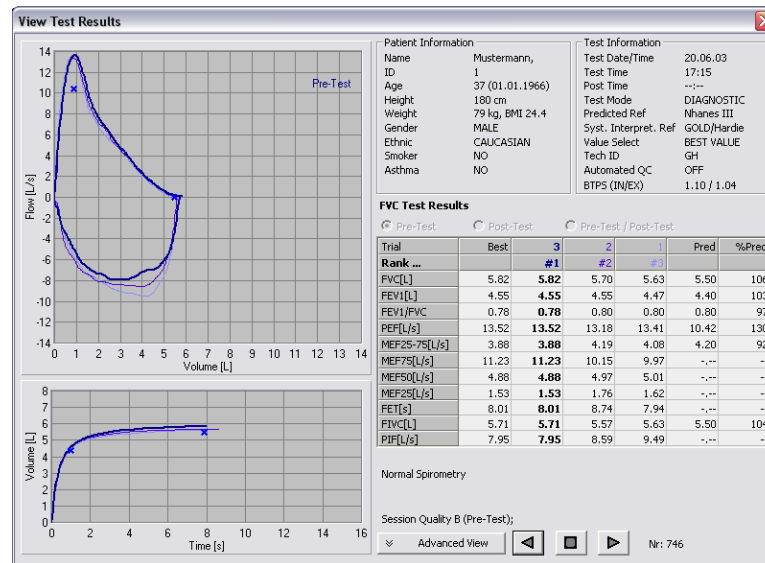 View Test Results
14
12
10
8
6
4
2
0
-2
-4
-6
-8
-10
-12
-14
Flow [L/s]
Pre-Test
0 1 2 3 4 5 6 7 8 9 10 11 12 13 14
Volume [L]
8
7
6
5
4
3
2
1
0
Volume [L]
0 2 4 6 8 10 12 14 16
Time [s]
Patient Information
Name Mustermann,
ID 1
Age 37 (01.01.1966)
Height 180 cm
Weight 79 kg, BMI 24.4
Gender MALE
Ethnic CAUCASIAN
Smoker NO
Asthma NO
Test Information
Test Date/Time 20.06.03
Test Time 17:15
Post Time --:--
Test Mode DIAGNOSTIC
Predicted Ref Nhanes III
Syst. Interpret. Ref GOLD/Hardie
Value Select BEST VALUE
Tech ID GH
Automated QC OFF
BTPS (IN/EX) 1.10 / 1.04
FVC Test Results
Pre-Test Post-Test Pre-Test / Post-Test
Trial Best 3 2 1 Pred %Pred
Rank ... #1 #2 #3
FVC[L] 5.82 5.82 5.70 5.63 5.50 106
FEV1[L] 4.55 4.55 4.55 4.47 4.40 103
FEV1/FVC 0.78 0.78 0.80 0.80 0.80 97
PEF[L/s] 13.52 13.52 13.18 13.41 10.42 130
MEF25-75[L/s] 3.88 3.88 4.19 4.08 4.20 92
MEF75[L/s] 11.23 11.23 10.15 9.97 -.-- -
MEF50[L/s] 4.88 4.88 4.97 5.01 -.-- -
MEF25[L/s] 1.53 1.53 1.76 1.62 -.-- -
FET[s] 8.01 8.01 8.74 7.94 -.-- -
FIVC[L] 5.71 5.71 5.57 5.63 5.50 104
PIF[L/s] 7.95 7.95 8.59 9.49 -.-- -
Normal Spirometry
Session Quality B (Pre-Test);
Advanced View
Nr: 746